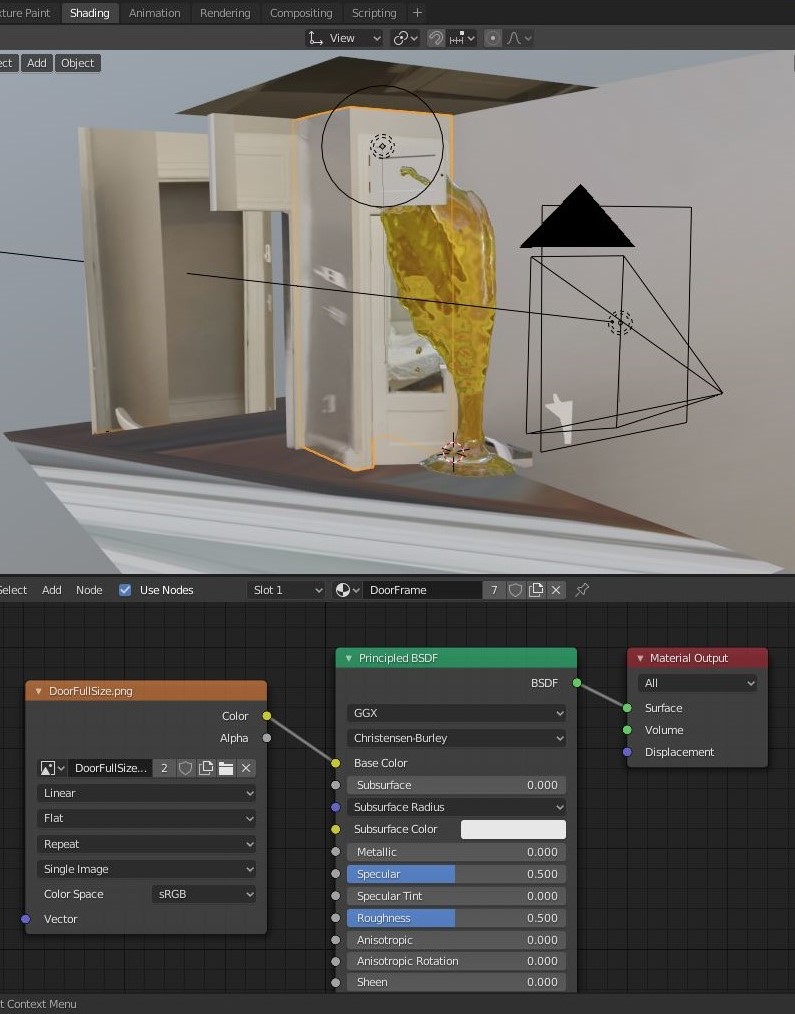 ture Paint Shading Animation Rendering Compositing Scripting +
View
ect Add Object
Select Add Node Use Nodes Slot 1 DoorFrame 7
DoorFullSize.png
Color
Alpha
DoorFullSize... 2
Linear
Flat
Repeat
Single Image
Color Space sRGB
Vector
Principled BSDF
BSDF
GGX
Christensen-Burley
Base Color
Subsurface 0.000
Subsurface Radius
Subsurface Color
Metallic 0.000
Specular 0.500
Specular Tint 0.000
Roughness 0.500
Anisotropic 0.000
Anisotropic Rotation 0.000
Sheen 0.000
Material Output
All
Surface
Volume
Displacement
t Context Menu